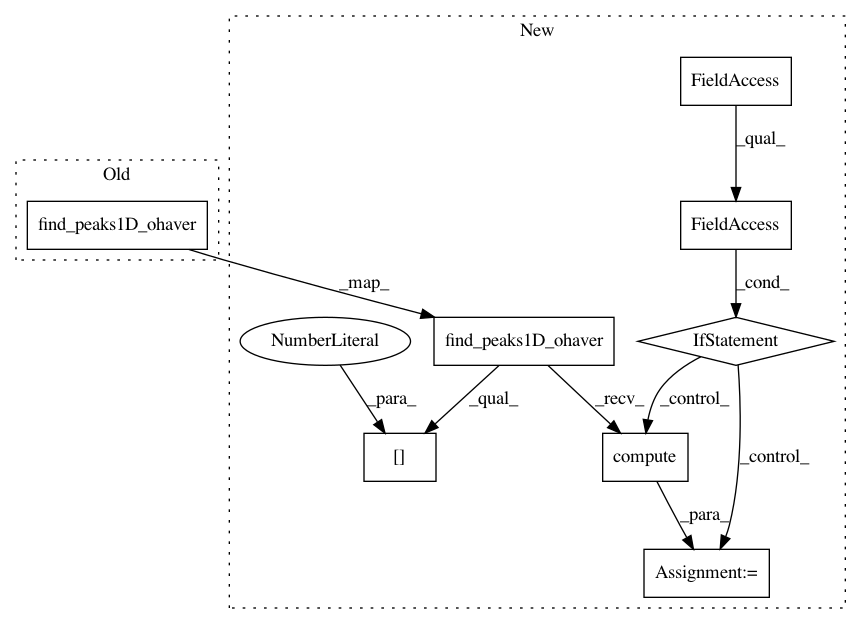 New
FieldAccess
_qual_
Old
find_peaks1D_ohaver
FieldAccess
_map_
_cond_
NumberLiteral
find_peaks1D_ohaver
IfStatement
_para_
_qual_
_recv_
_control_
[]
compute
_control_
_para_
Assignment:=